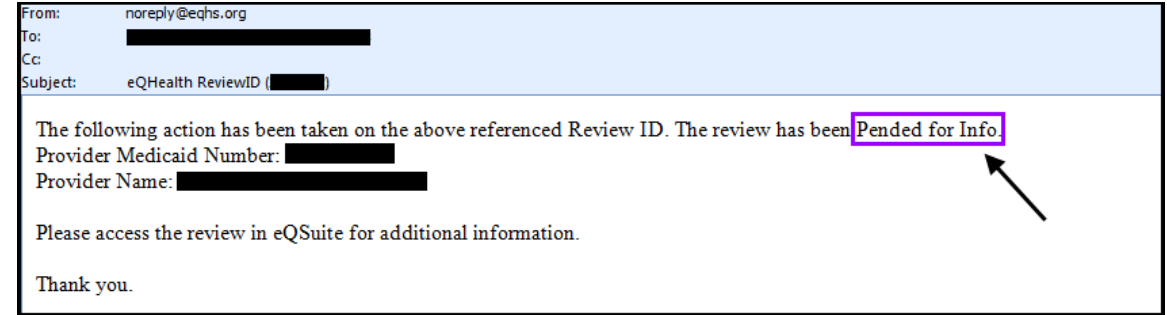 From: noreply@eqhs.org
To:
Cc:
Subject: eQHealth ReviewID ( )
The following action has been taken on the above referenced Review ID. The review has been Pended for Info.
Provider Medicaid Number:
Provider Name:
Please access the review in eQSuite for additional information.
Thank you.